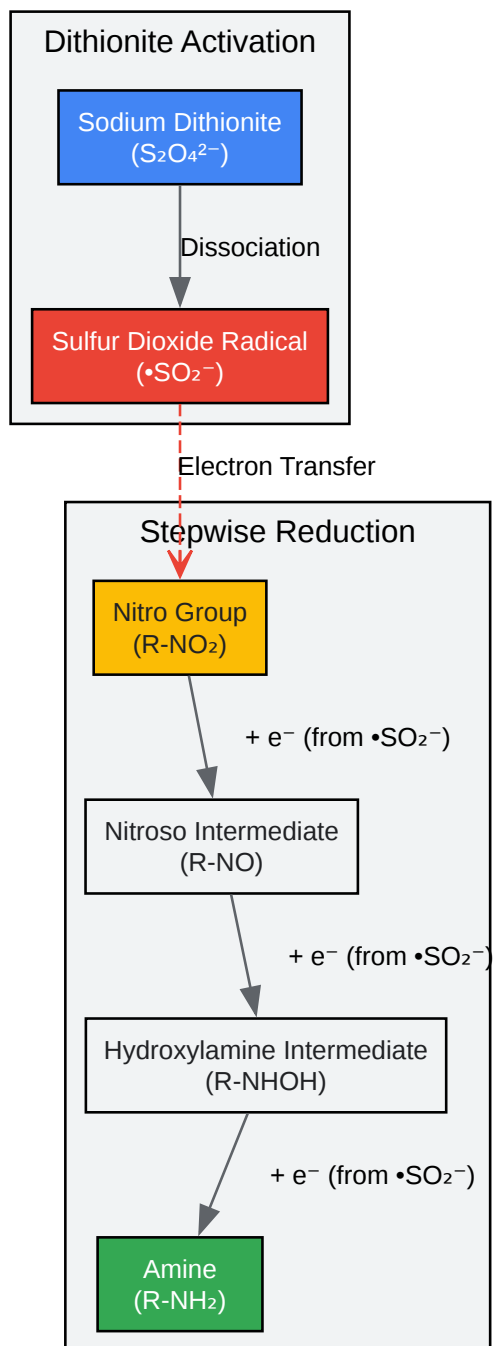 Dithionite Activation
Sodium Dithionite
(S₂O₄²⁻)
Dissociation
Sulfur Dioxide Radical
(•SO₂⁻)
Electron Transfer
Stepwise Reduction
Nitro Group
(R-NO₂)
+ e⁻ (from •SO₂⁻)
Nitroso Intermediate
(R-NO)
+ e⁻ (from •SO₂⁻)
Hydroxylamine Intermediate
(R-NHOH)
+ e⁻ (from •SO₂⁻)
Amine
(R-NH₂)